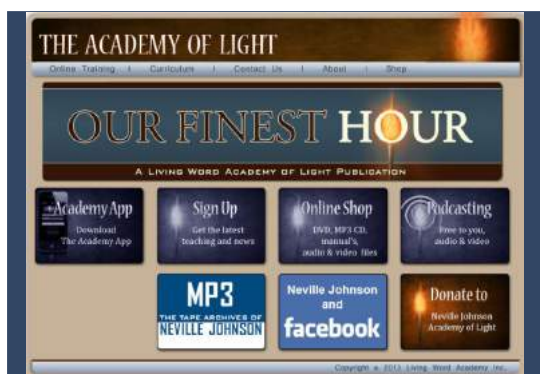 THE ACADEMY OF LIGHT
Online Training | Curriculum | Contact Us | About | Shop
OUR FINEST HOUR
A LIVING WORD ACADEMY OF LIGHT PUBLICATION
Academy App
Download
The Academy App
Sign Up
Get the latest
teaching and news
Online Shop
DVD, MP3 CD,
manual's,
audio & video files
Podcasting
Free to you,
audio & video
MP3
THE TAPE ARCHIVES OF
NEVILLE JOHNSON
Neville Johnson
and
facebook
Donate to
Neville Johnson
Academy of Light
Copyright © 2013 Living Word Academy Inc.